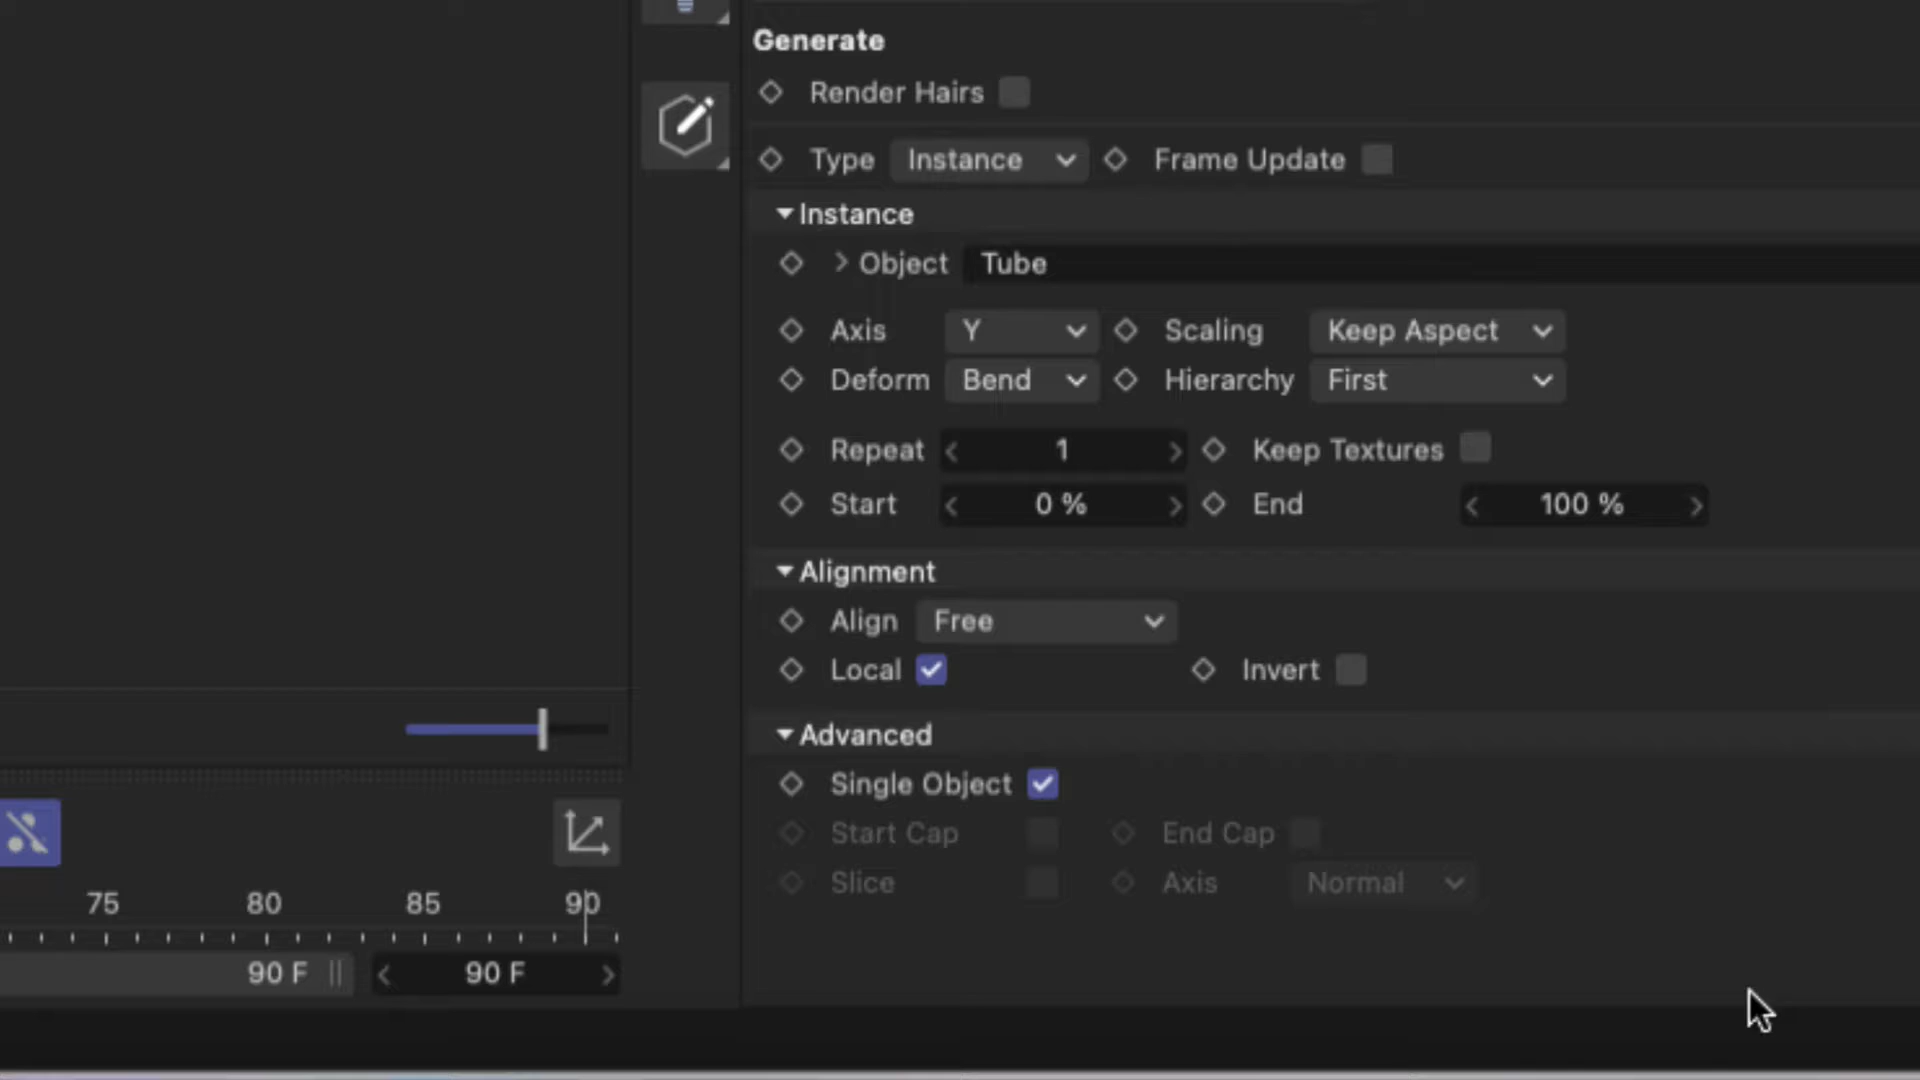 Generate
Render Hairs
Type Instance Frame Update
Instance
Object Tube
Axis Y Scaling Keep Aspect
Deform Bend Hierarchy First
Repeat 1 Keep Textures
Start 0 % End 100 %
Alignment
Align Free
Local Invert
Advanced
Single Object
Start Cap End Cap
Slice Axis Normal
75 80 85 90
90 F 90 F